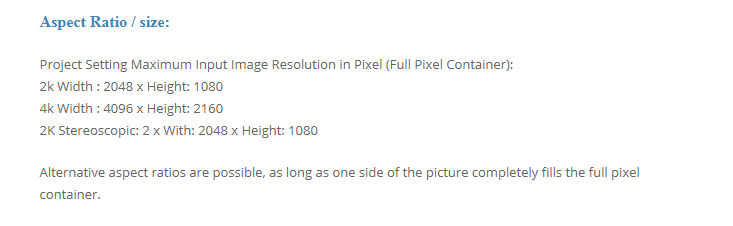 Aspect Ratio / size:
Project Setting Maximum Input Image Resolution in Pixel (Full Pixel Container):
2k Width : 2048 x Height: 1080
4k Width : 4096 x Height: 2160
2K Stereoscopic: 2 x With: 2048 x Height: 1080
Alternative aspect ratios are possible, as long as one side of the picture completely fills the full pixel
container.